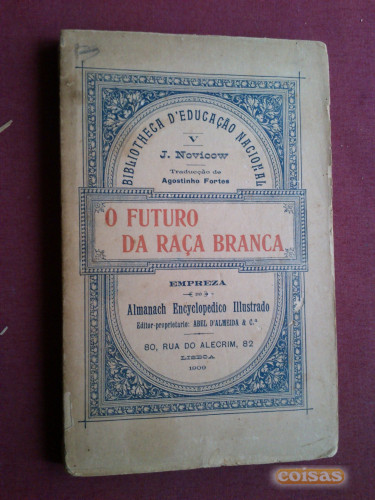 BIBLIOTHECA D'EDUCAÇÃO NACIONAL
V
J. Novicow
Traducção de
Agostinho Fortes
O FUTURO
DA RAÇA BRANCA
EMPREZA
DO
Almanach Encyclopedico Illustrado
Editor-proprietario: ABEL D'ALMEIDA & C.ª
80, RUA DO ALECRIM, 82
LISBOA
1909
coisas